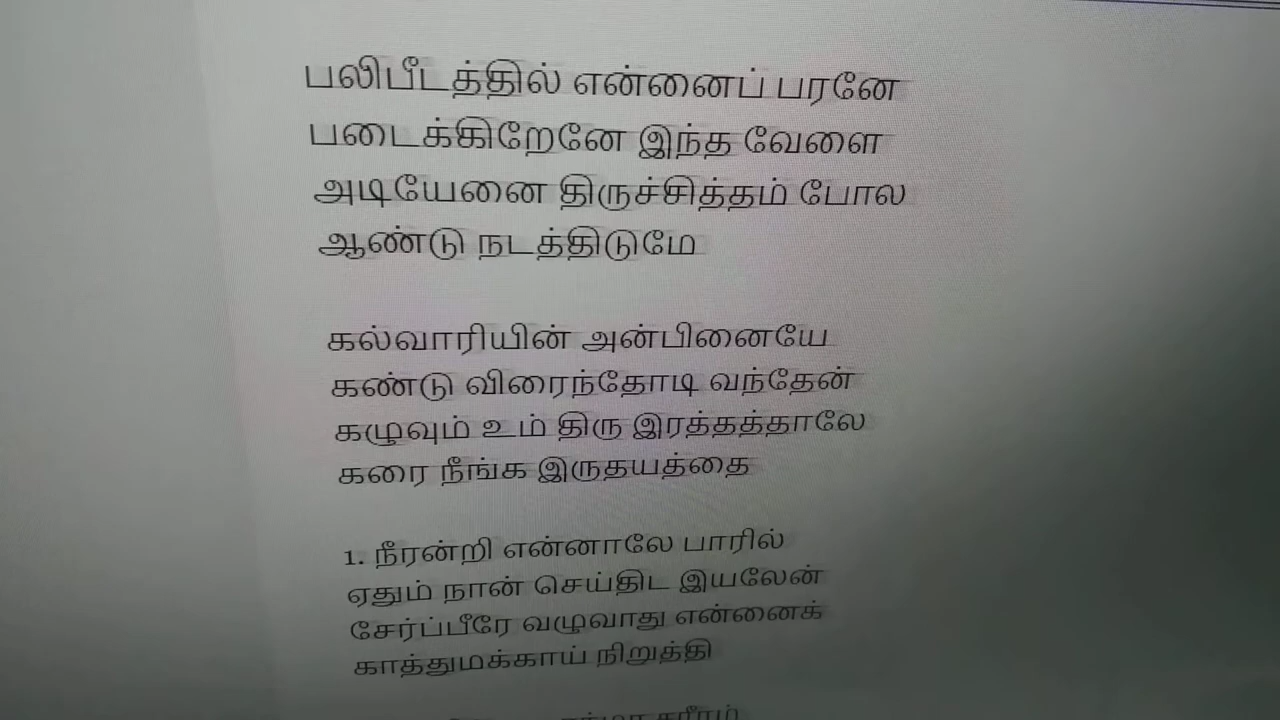 பலிபீடத்தில் என்னைப் பரனே
படைக்கிறேனே இந்த வேளை
அடியேனை திருச்சித்தம் போல
ஆண்டு நடத்திடுமே
கல்வாரியின் அன்பினையே
கண்டு விரைந்தோடி வந்தேன்
கழுவும் உம் திரு இரத்தத்தாலே
கரை நீங்க இருதயத்தை
1. நீரன்றி என்னாலே பாரில்
ஏதும் நான் செய்திட இயலேன்
சேர்ப்பீரே வழுவாது என்னைக்
காத்துமக்காய் நிறுத்தி